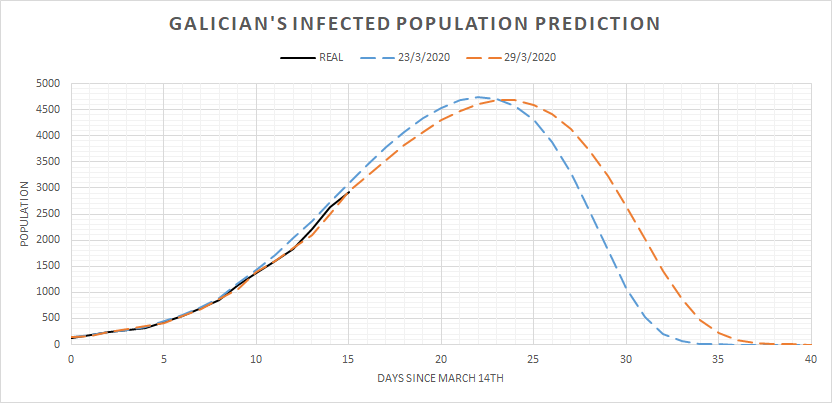 GALICIAN'S INFECTED POPULATION PREDICTION
REAL 23/3/2020 29/3/2020
5000
4500
4000
3500
3000
2500
2000
1500
1000
500
0
POPULATION
0 5 10 15 20 25 30 35 40
DAYS SINCE MARCH 14TH